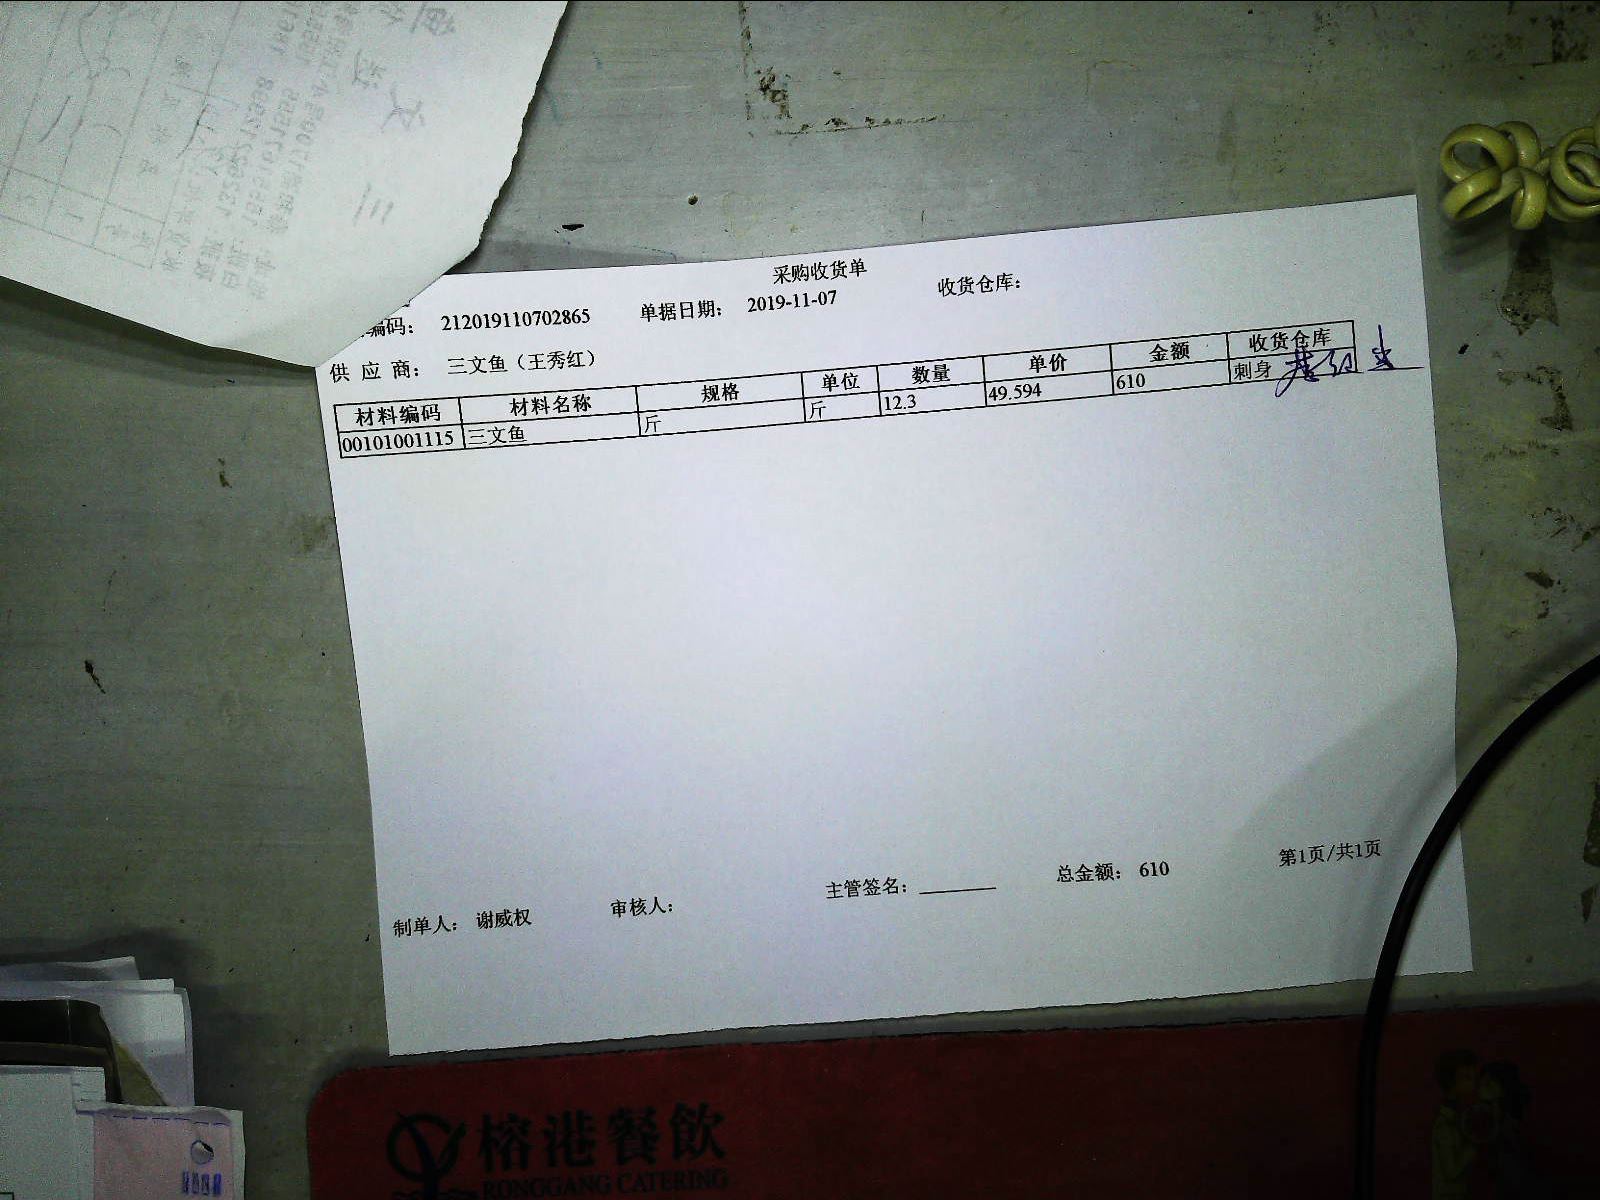 采购收货单
编码： 212019110702865 单据日期： 2019-11-07 收货仓库：
供 应 商： 三文鱼（王秀红）
材料编码 材料名称 规格 单位 数量 单价 金额 收货仓库
00101001115 三文鱼 斤 斤 12.3 49.594 610 刺身
制单人： 谢威权 审核人： 主管签名： 总金额： 610 第1页/共1页
榕港餐飲
RONGGANG CATERING